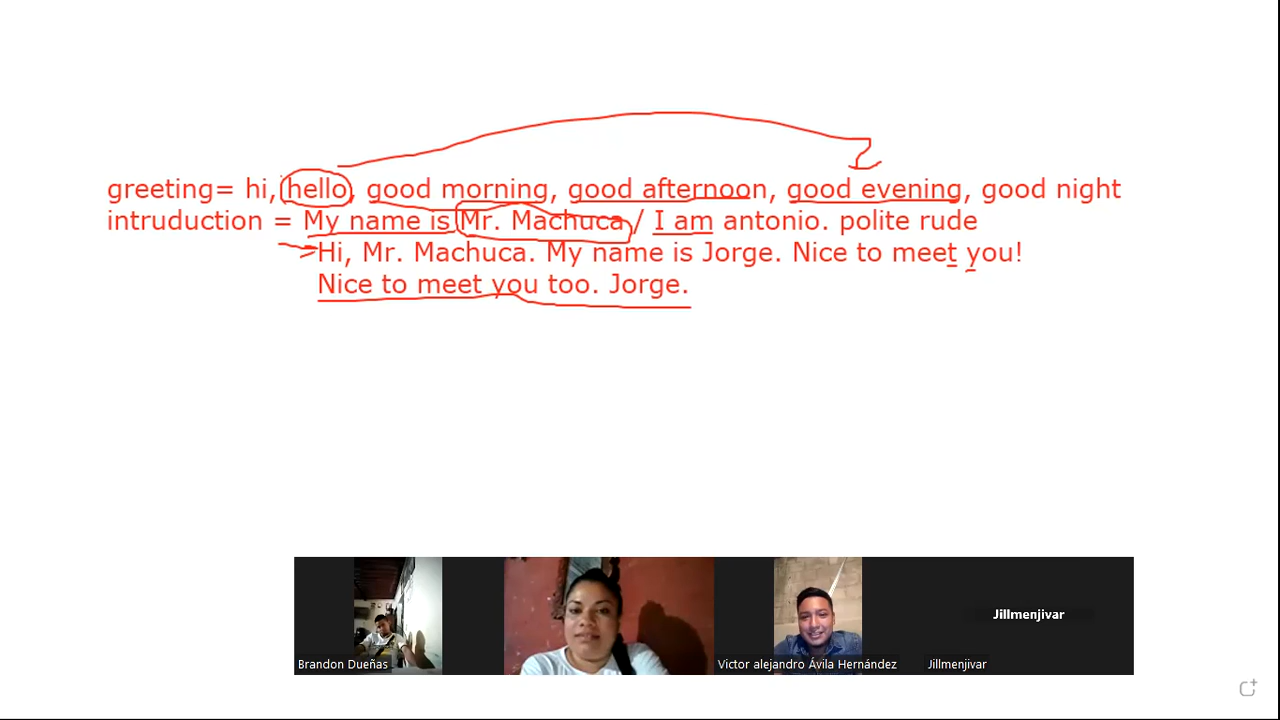 greeting= hi, hello, good morning, good afternoon, good evening, good night
intruduction = My name is Mr. Machuca / I am antonio. polite rude
Hi, Mr. Machuca. My name is Jorge. Nice to meet you!
Nice to meet you too. Jorge.
Jillmenjivar
Brandon Dueñas
Victor alejandro Ávila Hernández
Jillmenjivar